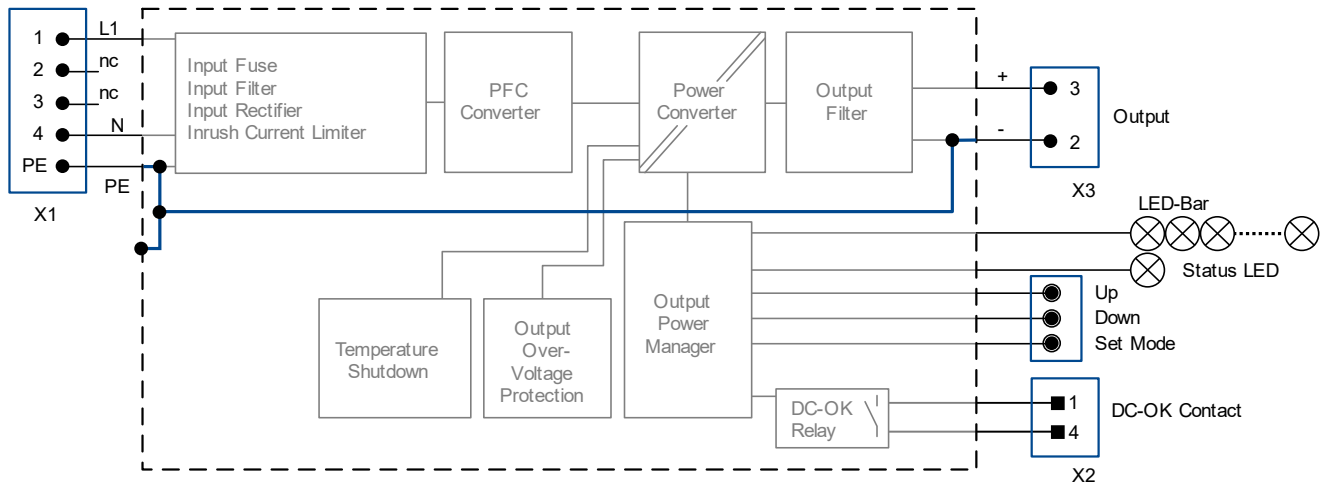 1
2
3
4
PE
X1
L1
nc
nc
N
PE
Input Fuse
Input Filter
Input Rectifier
Inrush Current Limiter
PFC
Converter
Power
Converter
Output
Filter
+
-
3
2
Output
X3
LED-Bar
Status LED
Up
Down
Set Mode
Temperature
Shutdown
Output
Over-
Voltage
Protection
Output
Power
Manager
DC-OK
Relay
1
4
DC-OK Contact
X2